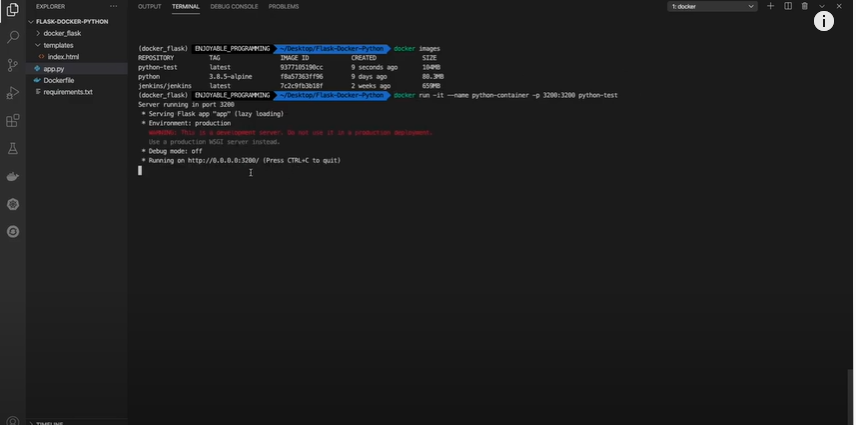 EXPLORER ···
FLASK-DOCKER-PYTHON
docker_flask
templates
index.html
app.py
Dockerfile
requirements.txt
TIMELINE
OUTPUT TERMINAL DEBUG CONSOLE PROBLEMS
1: docker
(docker_flask) ENJOYABLE_PROGRAMMING ~/Desktop/Flask-Docker-Python docker images
REPOSITORY TAG IMAGE ID CREATED SIZE
python-test latest 9377105190cc 9 seconds ago 104MB
python 3.8.5-alpine f8a57363ff96 9 days ago 80.3MB
jenkins/jenkins latest 7c2c9fb3b18f 2 weeks ago 659MB
(docker_flask) ENJOYABLE_PROGRAMMING ~/Desktop/Flask-Docker-Python docker run -it --name python-container -p 3200:3200 python-test
Server running in port 3200
* Serving Flask app "app" (lazy loading)
* Environment: production
WARNING: This is a development server. Do not use it in a production deployment.
Use a production WSGI server instead.
* Debug mode: off
* Running on http://0.0.0.0:3200/ (Press CTRL+C to quit)